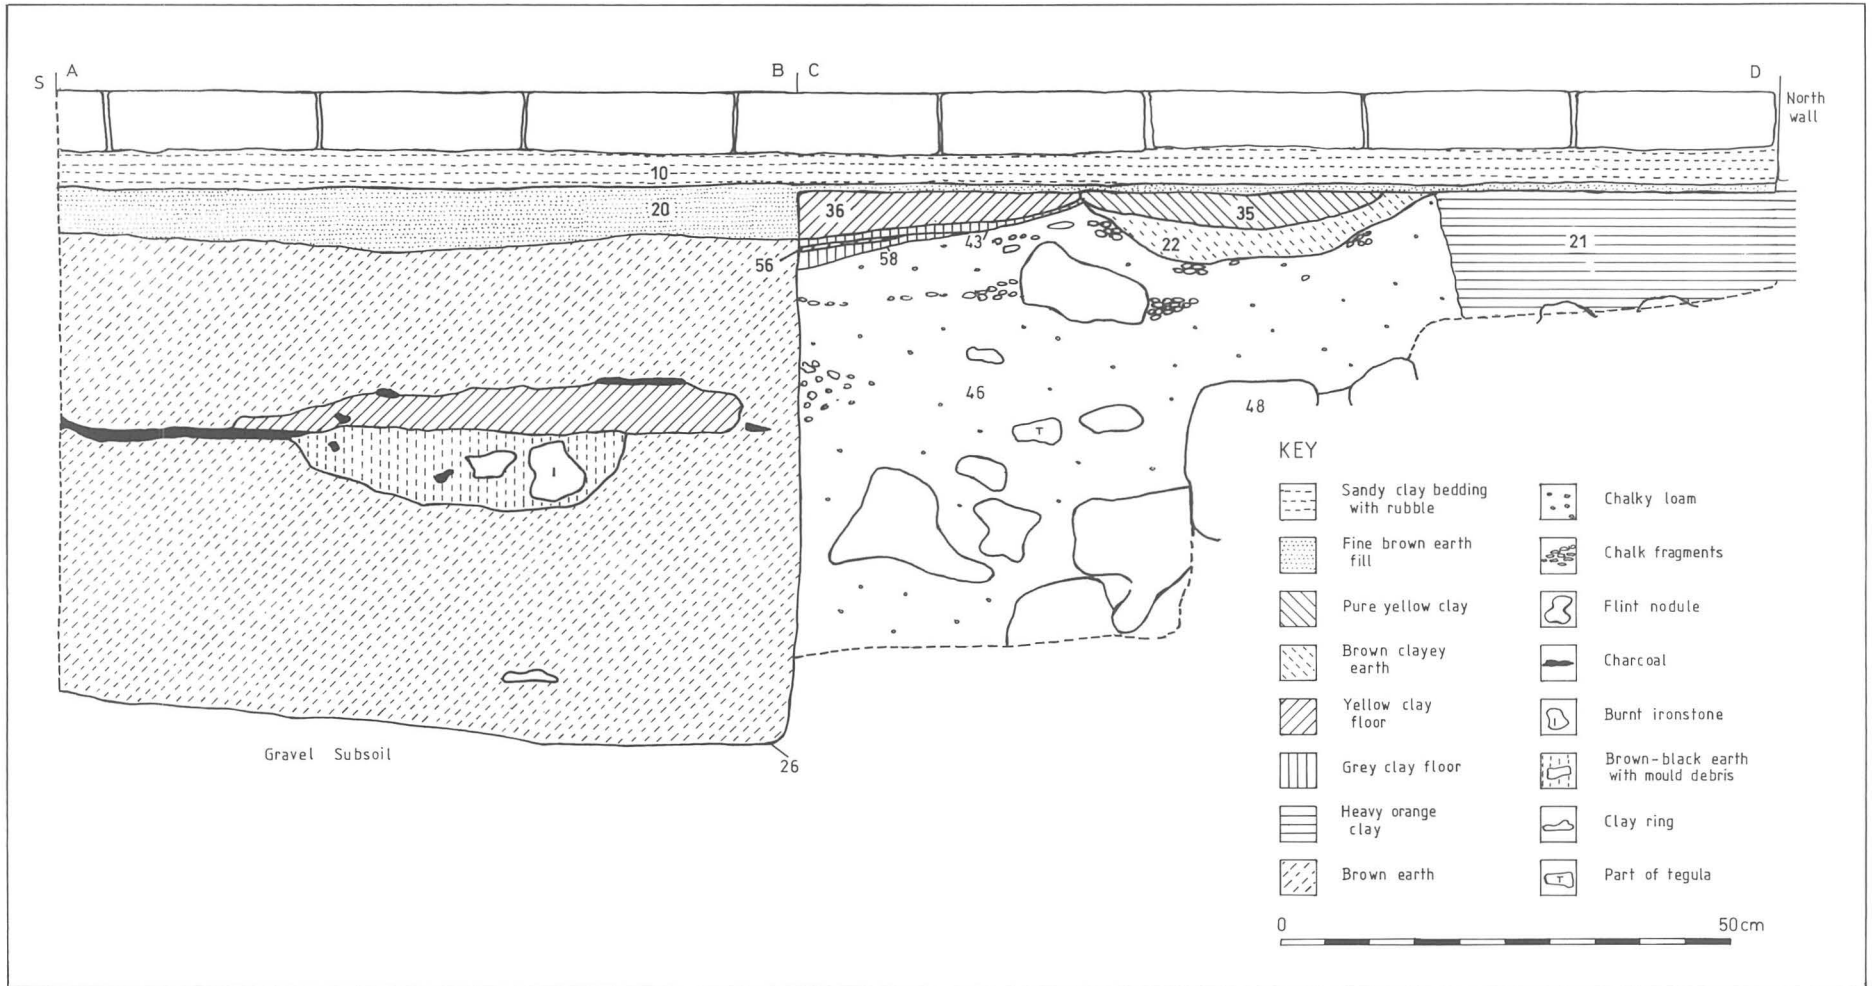 S A B C D
North
wall
10
20 36 35
43 22 21
56 58
46
T 48
I
26
Gravel Subsoil
KEY
Sandy clay bedding
with rubble
Fine brown earth
fill
Pure yellow clay
Brown clayey
earth
Yellow clay
floor
Grey clay floor
Heavy orange
clay
Brown earth
Chalky loam
Chalk fragments
Flint nodule
Charcoal
I
Burnt ironstone
Brown-black earth
with mould debris
Clay ring
T
Part of tegula
0 50cm